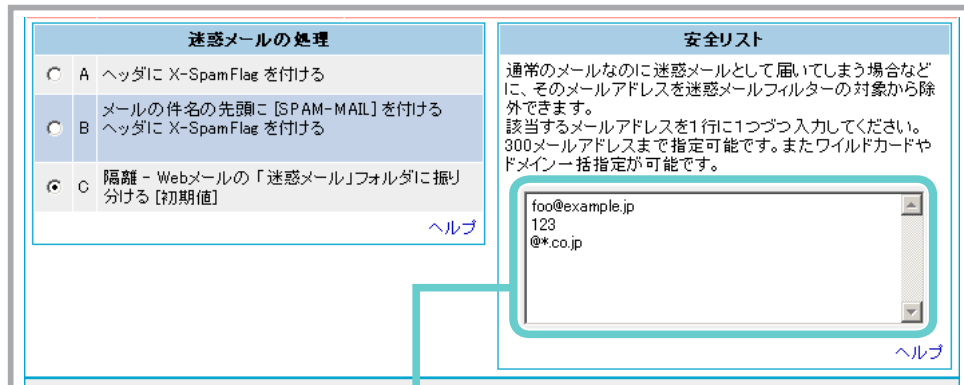 迷惑メールの処理
A ヘッダに X-SpamFlag を付ける
メールの件名の先頭に [SPAM-MAIL] を付ける
B ヘッダに X-SpamFlag を付ける
C 隔離 - Webメールの「迷惑メール」フォルダに振り
分ける [初期値]
ヘルプ
安全リスト
通常のメールなのに迷惑メールとして届いてしまう場合など
に、そのメールアドレスを迷惑メールフィルターの対象から除
外できます。
該当するメールアドレスを1行に1つづつ入力してください。
300メールアドレスまで指定可能です。またワイルドカードや
ドメイン一括指定が可能です。
foo@example.jp
123
@*.co.jp
ヘルプ